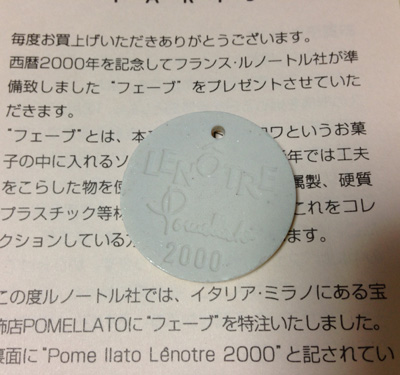 毎度お買上げいただきありがとうございます。
西暦2000年を記念してフランス・ルノートル社が準
備致しました "フェーブ" をプレゼントさせていた
だきます。
"フェーブ"とは、本 ワというお菓
子の中に入れるソ 年では工夫
をこらした物を使 属製、硬質
プラスチック等材 これをコレ
クションしている方 ます。
LENÔTRE
Pomellato
2000
この度ルノートル社では、イタリア・ミラノにある宝
飾店POMELLATOに"フェーブ"を特注いたしました。
裏面に"Pome llato Lênotre 2000"と記されてい